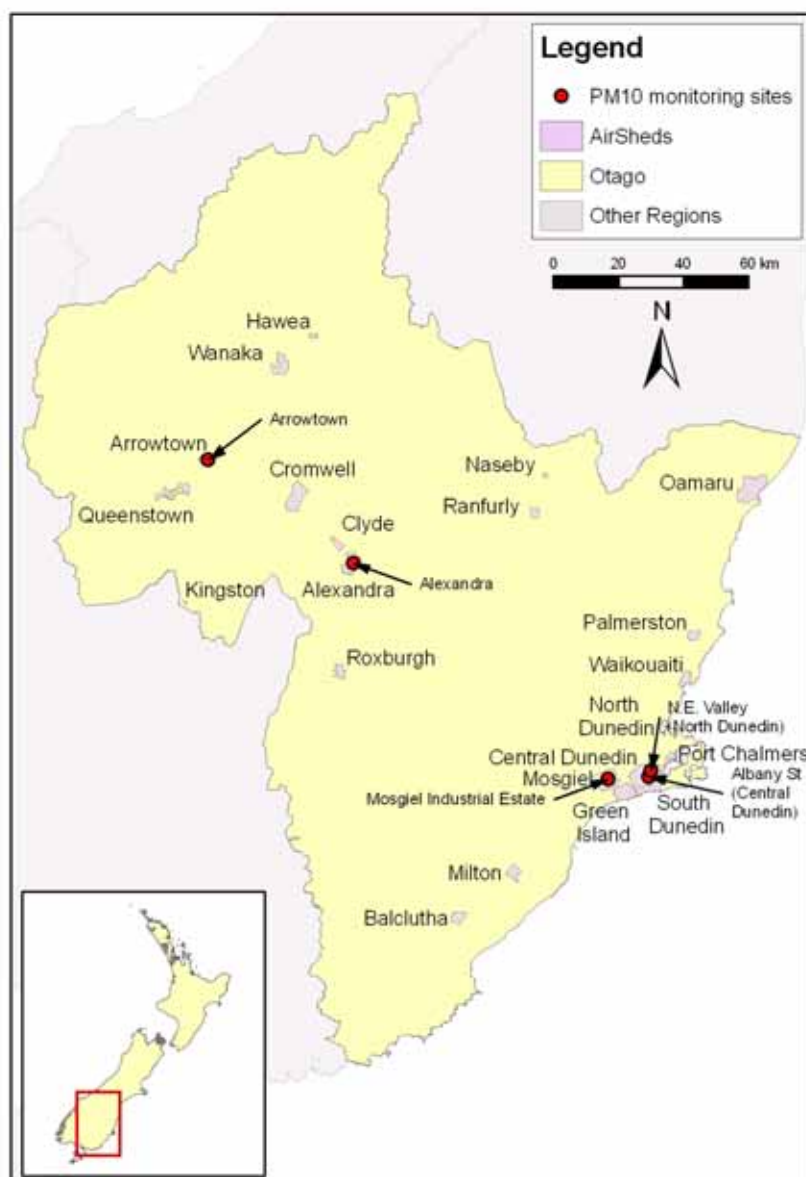 Legend
PM10 monitoring sites
AirSheds
Otago
Other Regions
0 20 40 60 km
N
Hawea
Wanaka
Arrowtown
Arrowtown
Cromwell
Queenstown
Naseby
Oamaru
Ranfurly
Clyde
Kingston
Alexandra
Alexandra
Roxburgh
Palmerston
Waikouaiti
North
Dunedin
N.E. Valley
(North Dunedin)
Central Dunedin
Port Chalmers
Mosgiel
Albany St
(Central
Dunedin)
Mosgiel Industrial Estate
Green
Island
South
Dunedin
Milton
Balclutha